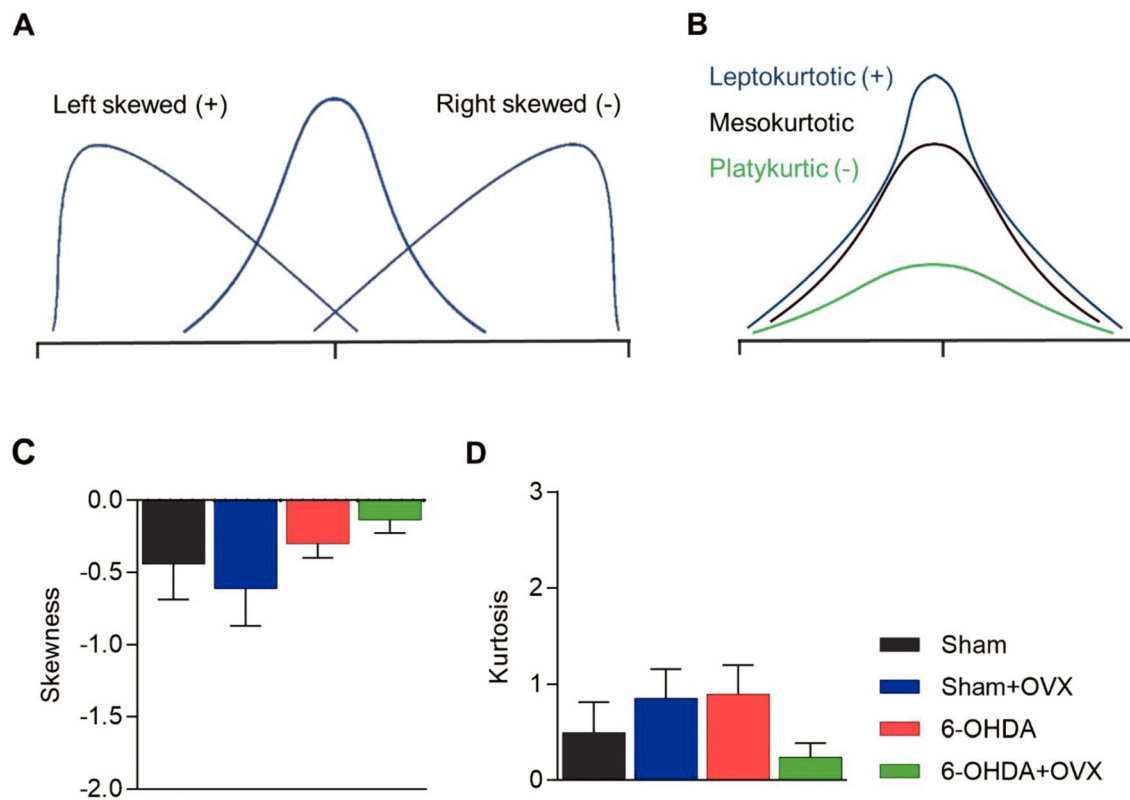 A
Left skewed (+)
Right skewed (-)
B
Leptokurtotic (+)
Mesokurtotic
Platykurtic (-)
C
Skewness
0.0
-0.5
-1.0
-1.5
-2.0
D
Kurtosis
3
2
1
0
Sham
Sham+OVX
6-OHDA
6-OHDA+OVX